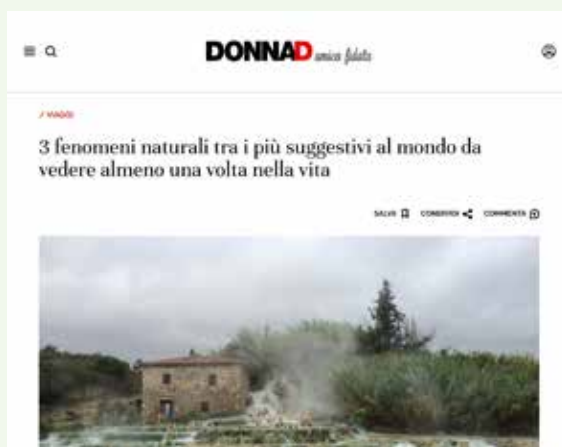 DONNAD amica fidata
/ VIAGGI
3 fenomeni naturali tra i più suggestivi al mondo da
vedere almeno una volta nella vita
SALVA CONDIVIDI COMMENTA